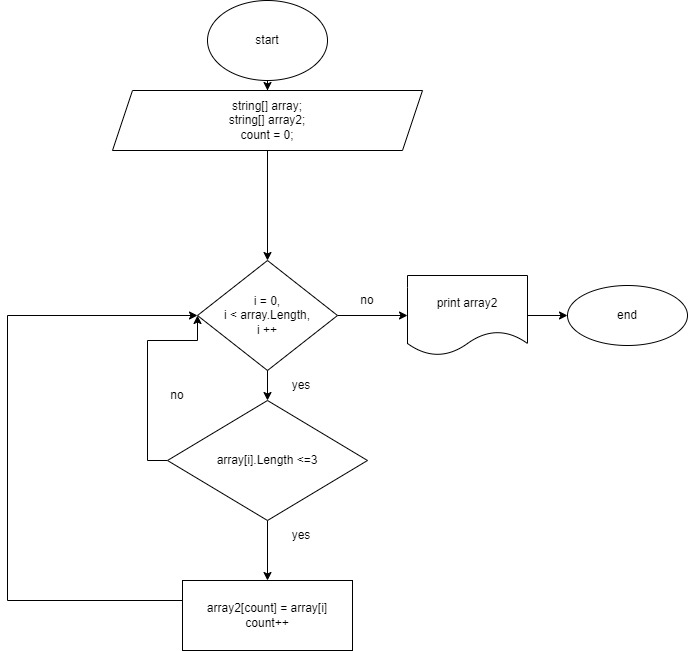 start
string[] array;
string[] array2;
count = 0;
i = 0,
i < array.Length,
i ++
no
print array2
end
yes
no
array[i].Length <=3
yes
array2[count] = array[i]
count++